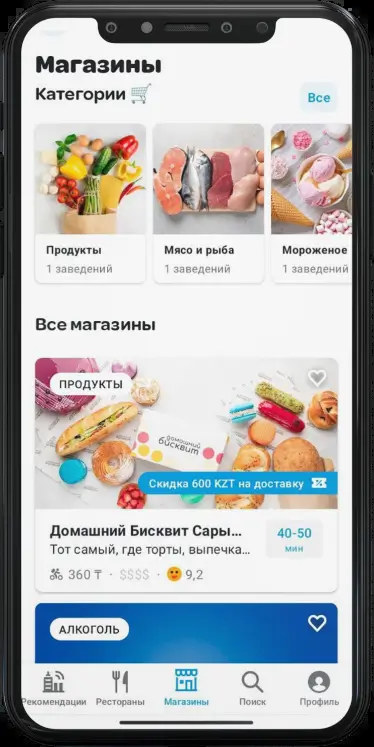 Магазины
Категории 🛒
Все
Продукты
1 заведений
Мясо и рыба
1 заведений
Мороженое
1 заведений
Все магазины
ПРОДУКТЫ
домашний
бисквит
Скидка 600 KZT на доставку
Домашний Бисквит Сары...
Тот самый, где торты, выпечка...
40-50
мин
360 ₸ · $$$$ · 9,2
АЛКОГОЛЬ
Рекомендации
Рестораны
Магазины
Поиск
Профиль